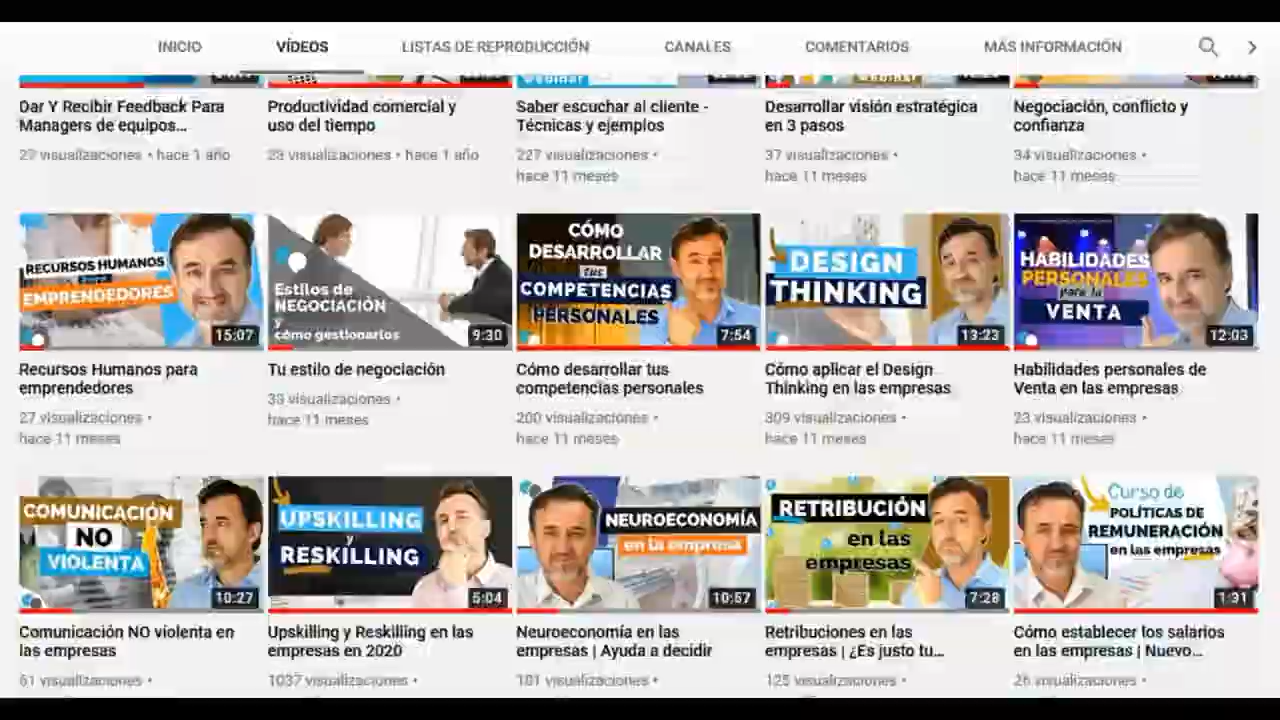 INICIO VÍDEOS LISTAS DE REPRODUCCIÓN CANALES COMENTARIOS MÁS INFORMACIÓN
Dar Y Recibir Feedback Para
Managers de equipos...
27 visualizaciones • hace 1 año
Productividad comercial y
uso del tiempo
23 visualizaciones • hace 1 año
Webinar
Saber escuchar al cliente -
Técnicas y ejemplos
227 visualizaciones •
hace 11 meses
Webinar
Desarrollar visión estratégica
en 3 pasos
37 visualizaciones •
hace 11 meses
Negociación, conflicto y
confianza
34 visualizaciones •
hace 11 meses
RECURSOS HUMANOS
para
EMPRENDEDORES
15:07
Recursos Humanos para
emprendedores
27 visualizaciones •
hace 11 meses
Estilos de
NEGOCIACIÓN
y
cómo gestionarlos
9:30
Tu estilo de negociación
33 visualizaciones •
hace 11 meses
CÓMO
DESARROLLAR
tus
COMPETENCIAS
PERSONALES
7:54
Cómo desarrollar tus
competencias personales
200 visualizaciones •
hace 11 meses
DESIGN
THINKING
13:23
Cómo aplicar el Design
Thinking en las empresas
309 visualizaciones •
hace 11 meses
HABILIDADES
PERSONALES
para la
VENTA
12:03
Habilidades personales de
Venta en las empresas
23 visualizaciones •
hace 11 meses
COMUNICACIÓN
NO
VIOLENTA
10:27
Comunicación NO violenta en
las empresas
61 visualizaciones •
UPSKILLING
y
RESKILLING
5:04
Upskilling y Reskilling en las
empresas en 2020
1037 visualizaciones •
NEUROECONOMÍA
en la empresa
10:57
Neuroeconomía en las
empresas | Ayuda a decidir
101 visualizaciones •
RETRIBUCIÓN
en las
empresas
7:28
Retribuciones en las
empresas | ¿Es justo tu...
125 visualizaciones •
Curso de
POLÍTICAS DE
REMUNERACIÓN
en las empresas
1:31
Cómo establecer los salarios
en las empresas | Nuevo...
26 visualizaciones •